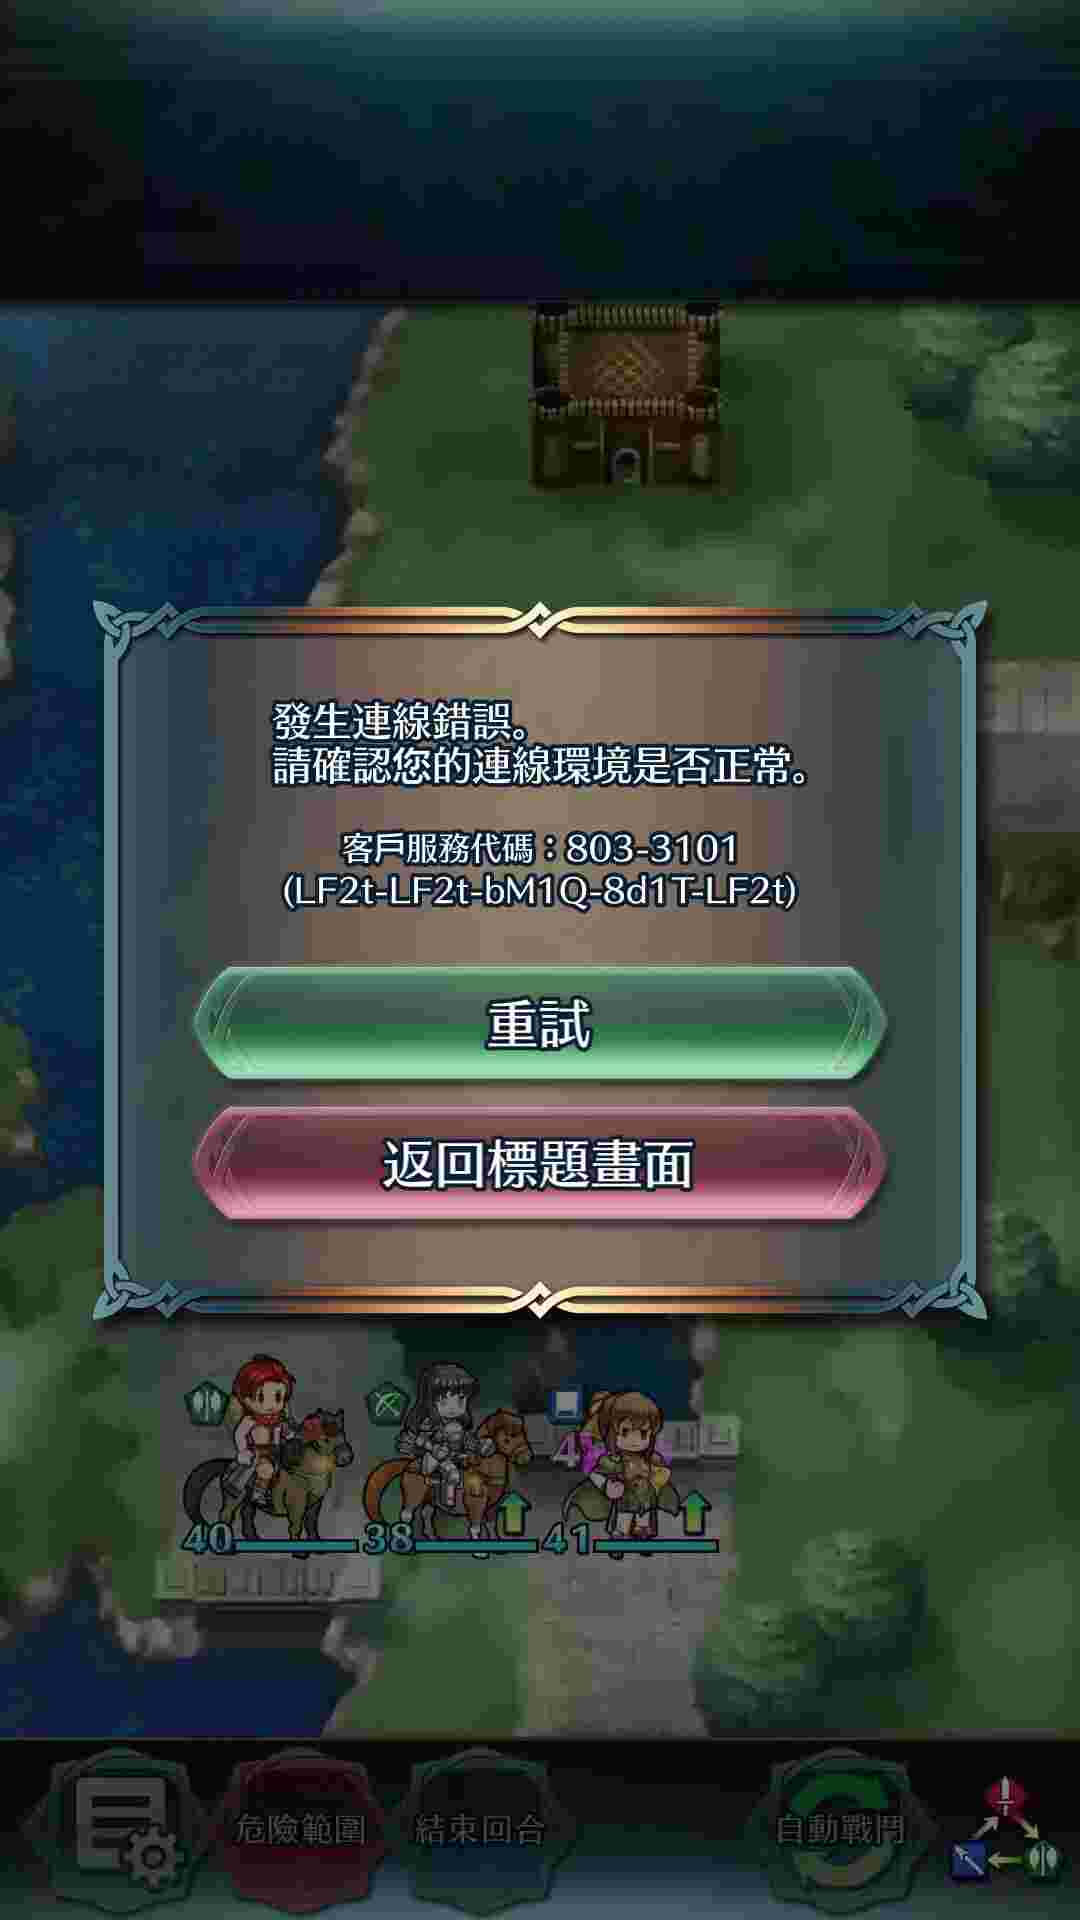 發生連線錯誤。
請確認您的連線環境是否正常。
客戶服務代碼：803-3101
(LF2t-LF2t-bM1Q-8d1T-LF2t)
重試
返回標題畫面
40
38
41
危險範圍
結束回合
自動戰鬥